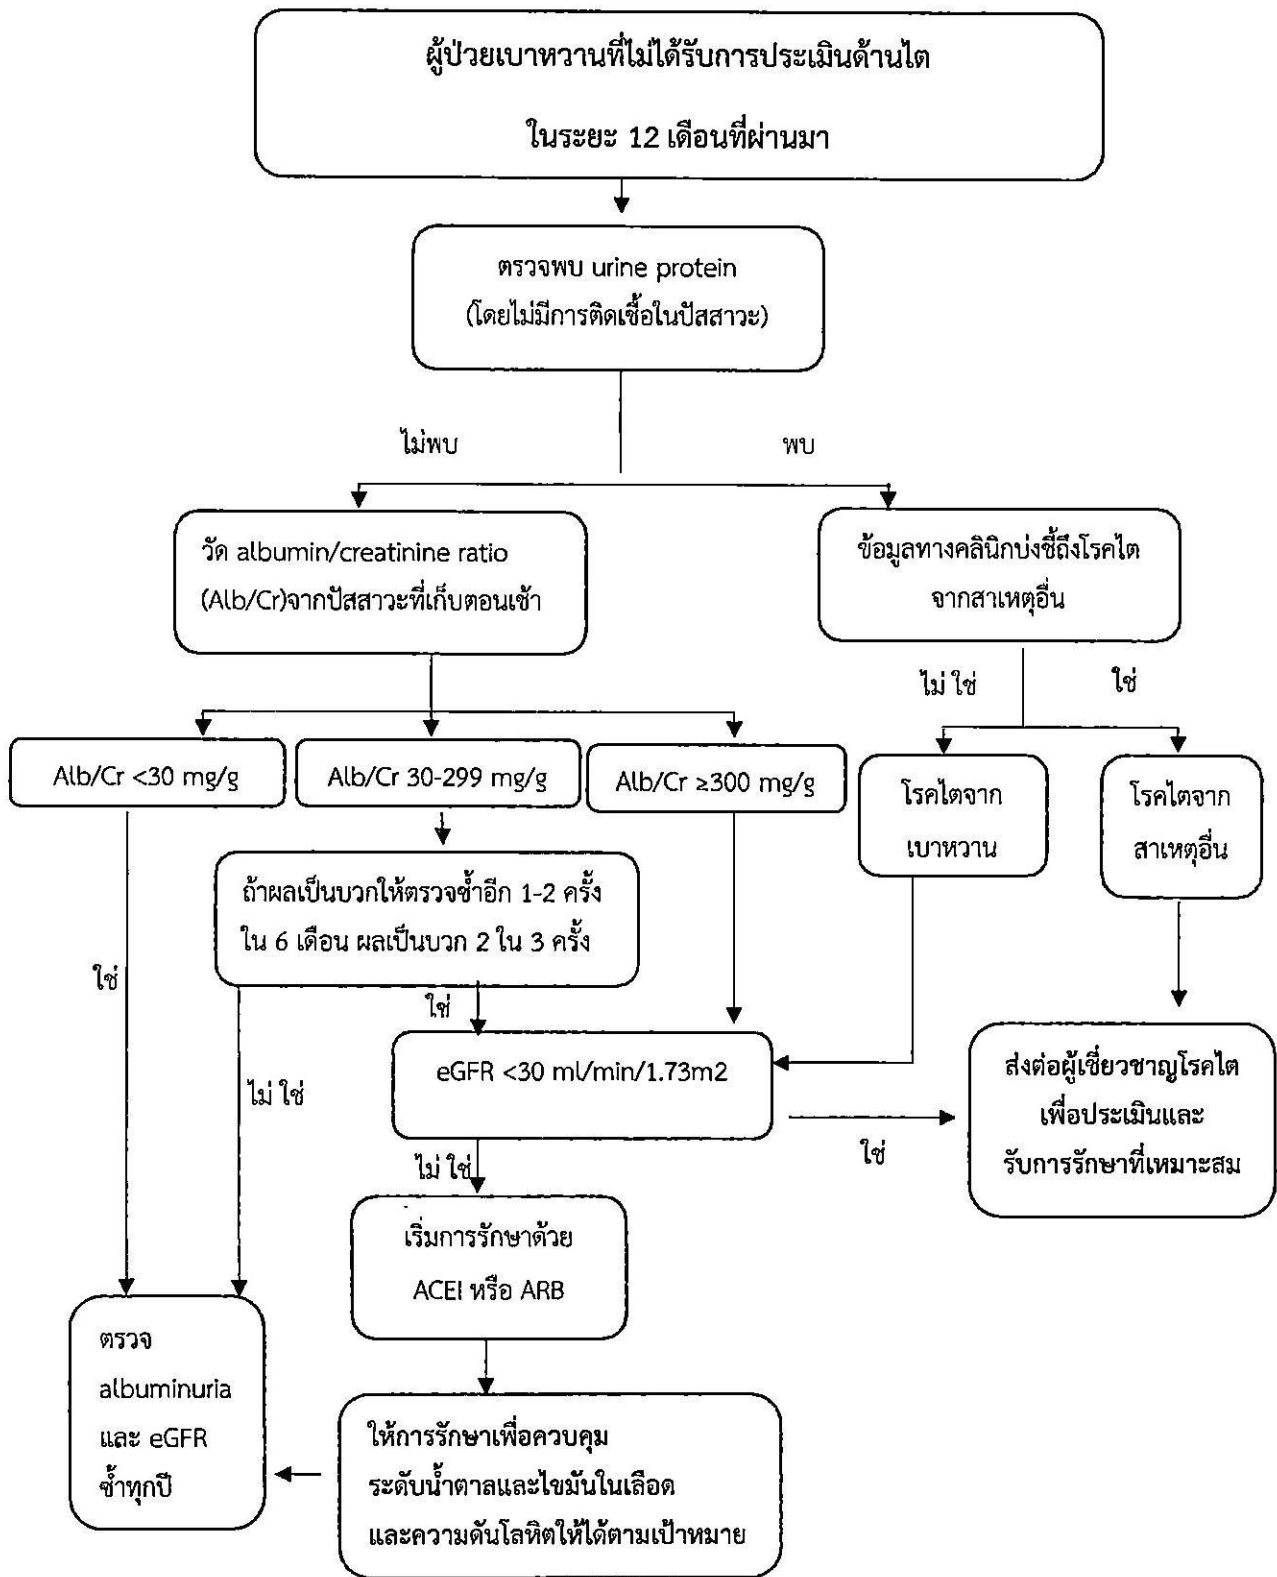 ผู้ป่วยเบาหวานที่ไม่ได้รับการประเมินด้านไต
ในระยะ 12 เดือนที่ผ่านมา
ตรวจพบ urine protein
(โดยไม่มีการติดเชื้อในปัสสาวะ)
ไม่พบ
พบ
วัด albumin/creatinine ratio
(Alb/Cr)จากปัสสาวะที่เก็บตอนเช้า
ข้อมูลทางคลินิกบ่งชี้ถึงโรคไต
จากสาเหตุอื่น
ไม่ ใช่
ใช่
Alb/Cr <30 mg/g
Alb/Cr 30-299 mg/g
Alb/Cr ≥300 mg/g
โรคไตจาก
เบาหวาน
โรคไตจาก
สาเหตุอื่น
ถ้าผลเป็นบวกให้ตรวจซ้ำอีก 1-2 ครั้ง
ใน 6 เดือน ผลเป็นบวก 2 ใน 3 ครั้ง
ใช่
ใช่
ไม่ ใช่
eGFR <30 ml/min/1.73m2
ส่งต่อผู้เชี่ยวชาญโรคไต
เพื่อประเมินและ
รับการรักษาที่เหมาะสม
ใช่
ไม่ ใช่
เริ่มการรักษาด้วย
ACEI หรือ ARB
ตรวจ
albuminuria
และ eGFR
ซ้ำทุกปี
ให้การรักษาเพื่อควบคุม
ระดับน้ำตาลและไขมันในเลือด
และความดันโลหิตให้ได้ตามเป้าหมาย